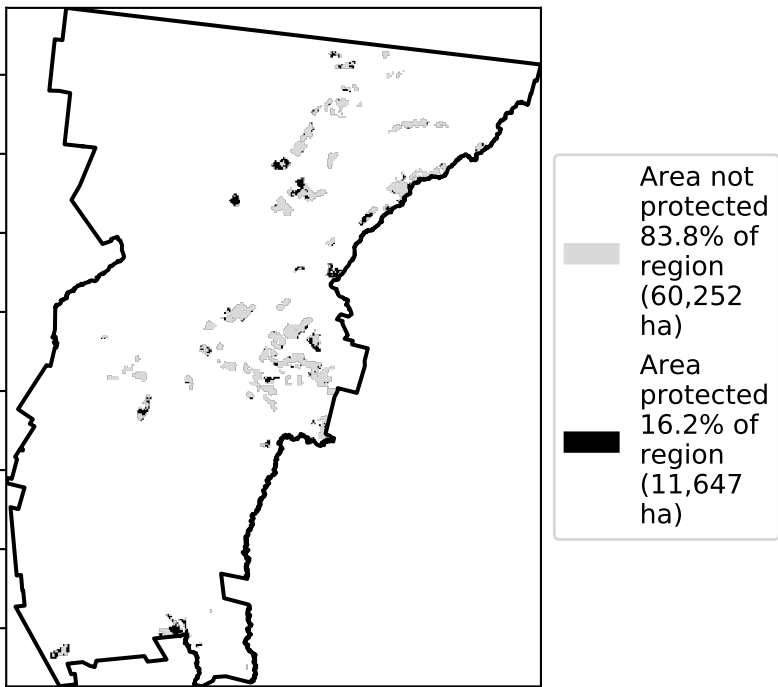 Area not
protected
83.8% of
region
(60,252
ha)
Area
protected
16.2% of
region
(11,647
ha)